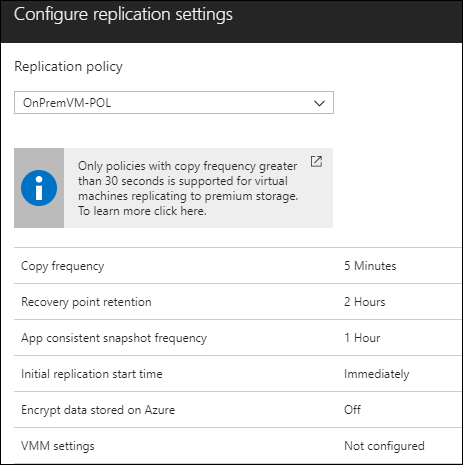 Configure replication settings
Replication policy
OnPremVM-POL
Only policies with copy frequency greater
than 30 seconds is supported for virtual
machines replicating to premium storage.
To learn more click here.
Copy frequency 5 Minutes
Recovery point retention 2 Hours
App consistent snapshot frequency 1 Hour
Initial replication start time Immediately
Encrypt data stored on Azure Off
VMM settings Not configured